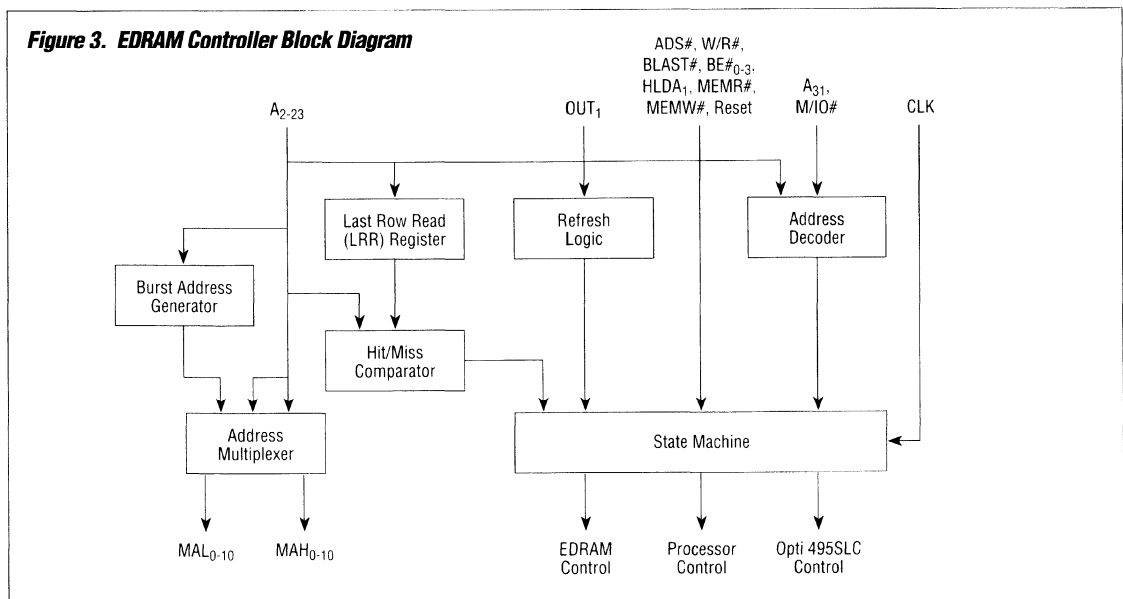 Figure 3. EDRAM Controller Block Diagram
ADS#, W/R#,
BLAST#, BE#0-3,
HLDA1, MEMR#,
MEMW#, Reset
A2-23
OUT1
A31,
M/IO#
CLK
Last Row Read
(LRR) Register
Refresh
Logic
Address
Decoder
Burst Address
Generator
Hit/Miss
Comparator
Address
Multiplexer
State Machine
MAL0-10
MAH0-10
EDRAM
Control
Processor
Control
Opti 495SLC
Control